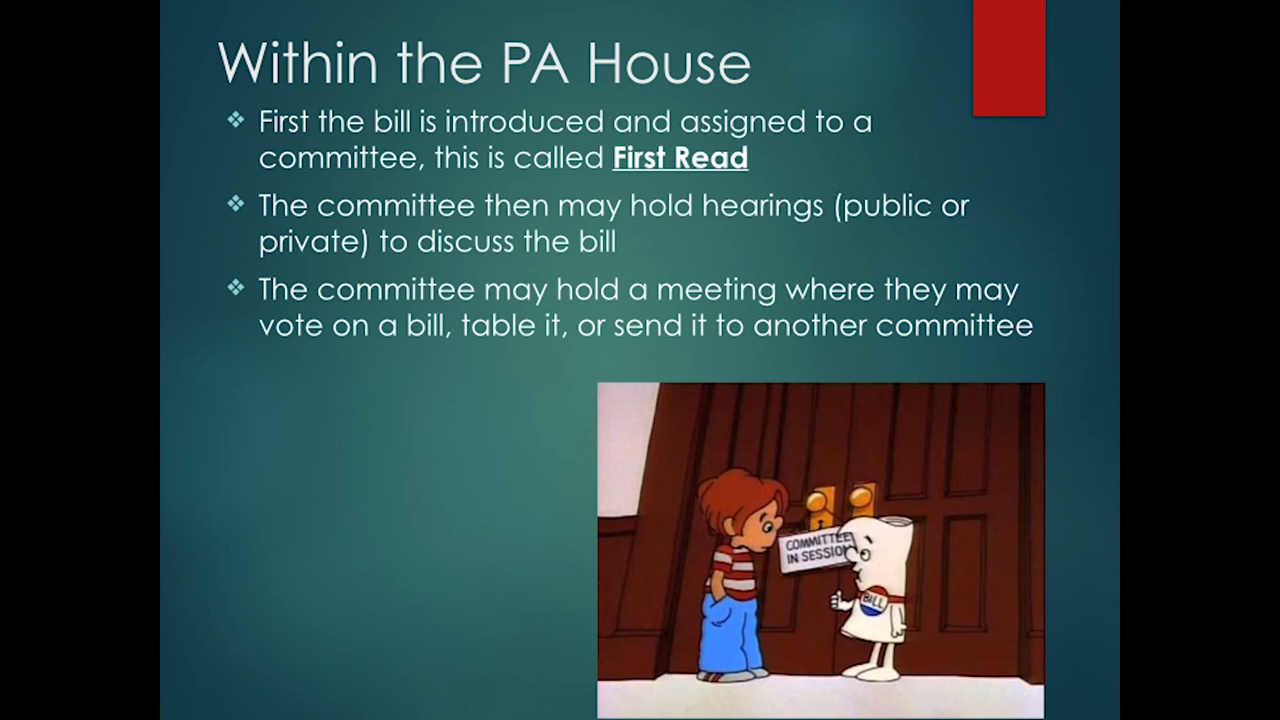 Within the PA House
❖ First the bill is introduced and assigned to a
committee, this is called First Read
❖ The committee then may hold hearings (public or
private) to discuss the bill
❖ The committee may hold a meeting where they may
vote on a bill, table it, or send it to another committee
COMMITTEE
IN SESSION
BILL